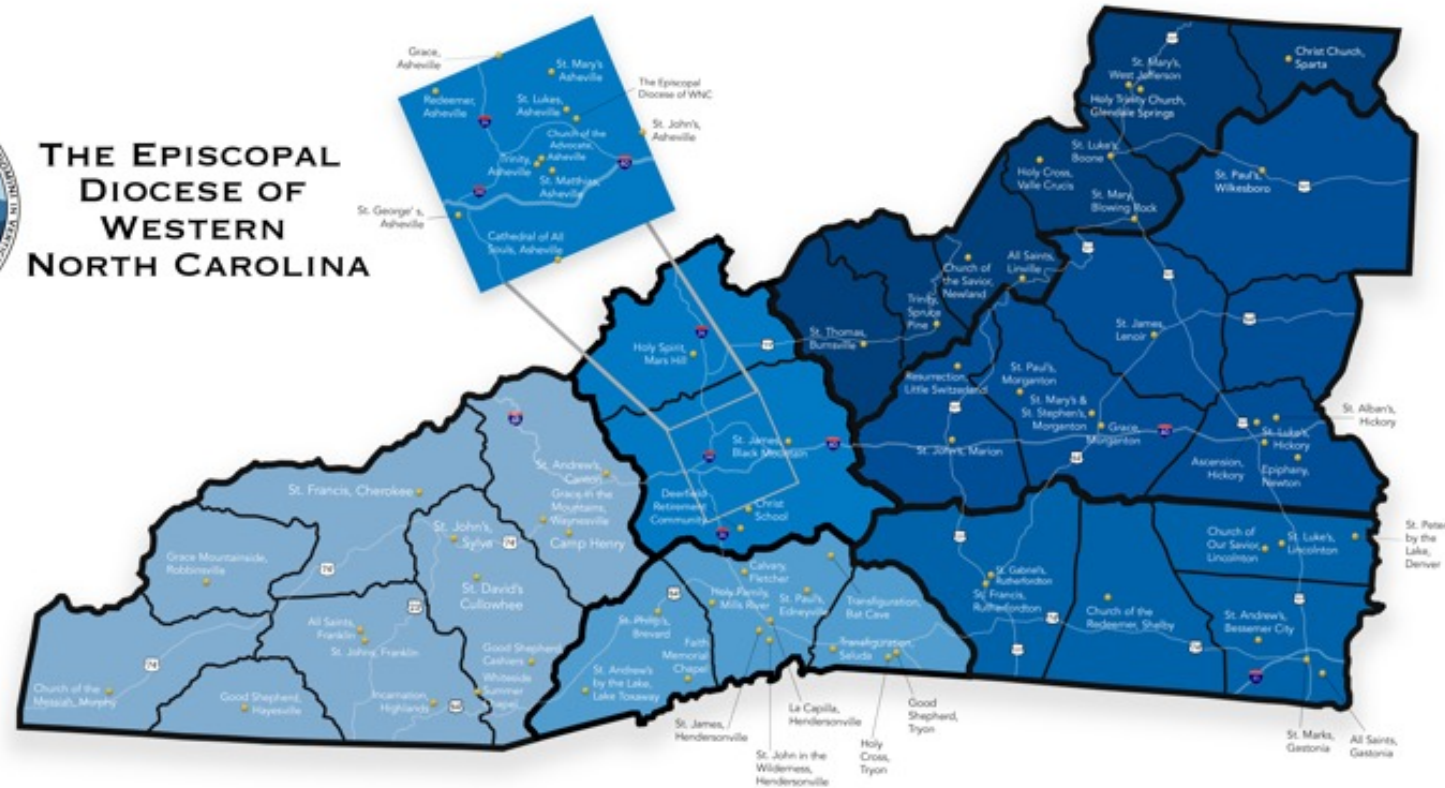 THE EPISCOPAL
DIOCESE OF
WESTERN
NORTH CAROLINA
Grace,
Asheville
St. Mary's
Asheville
The Episcopal
Diocese of WNC
Redeemer,
Asheville
St. Lukes,
Asheville
St. John's,
Asheville
Church of the
Advocate,
Asheville
Trinity,
Asheville
St. Matthias,
Asheville
St. George's,
Asheville
Cathedral of All
Souls, Asheville
Christ Church,
Sparta
St. Mary's,
West Jefferson
Holy Trinity Church,
Glendale Springs
St. Luke's
Boone
Holy Cross,
Valle Crucis
St. Paul's,
Wilkesboro
St. Mary,
Blowing Rock
All Saints,
Linville
Church of
the Savior,
Newland
Trinity,
Spruce
Pine
St. Thomas,
Burnsville
St. James,
Lenoir
Holy Spirit,
Mars Hill
Resurrection,
Little Switzerland
St. Paul's,
Morganton
St. Mary's &
St. Stephen's,
Morganton
Grace,
Morganton
St. John's, Marion
St. Alban's,
Hickory
St. Luke's,
Hickory
Ascension,
Hickory
Epiphany,
Newton
St. James,
Black Mountain
Deerfield
Retirement
Community
Christ
School
St. Andrew's,
Canton
Grace in the
Mountains,
Waynesville
Camp Henry
St. Francis, Cherokee
St. John's,
Sylva
Grace Mountainside,
Robbinsville
St. David's
Cullowhee
All Saints,
Franklin
St. Johns, Franklin
Good Shepherd,
Cashiers
Whiteside
Summer
Chapel
Church of the
Messiah, Murphy
Good Shepherd,
Hayesville
Incarnation,
Highlands
Calvary,
Fletcher
Holy Family,
Mills River
St. Paul's,
Edneyville
Transfiguration,
Bat Cave
St. Philip's,
Brevard
Faith
Memorial
Chapel
St. Andrew's
by the Lake,
Lake Toxaway
Transfiguration,
Saluda
St. James,
Hendersonville
La Capilla,
Hendersonville
St. John in the
Wilderness,
Hendersonville
Holy
Cross,
Tryon
Good
Shepherd,
Tryon
St. Gabriel's,
Rutherfordton
St. Francis,
Rutherfordton
Church of the
Redeemer, Shelby
Church of
Our Savior,
Lincolnton
St. Luke's,
Lincolnton
St. Pete
by the
Lake,
Denver
St. Andrew's,
Bessemer City
St. Marks,
Gastonia
All Saints,
Gastonia